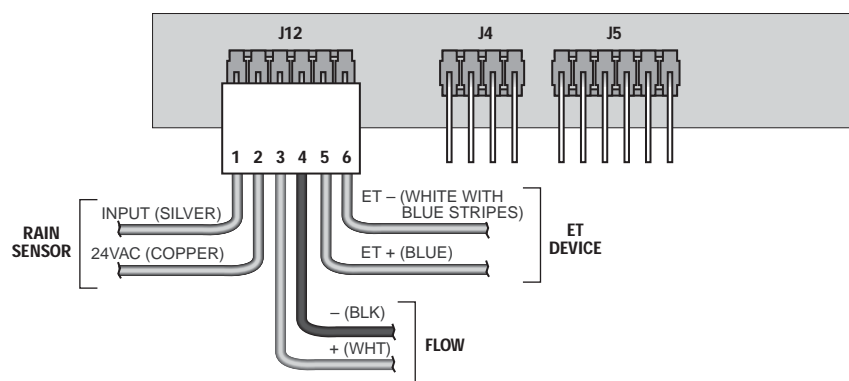 J12
J4
J5
1 2 3 4 5 6
RAIN
SENSOR
INPUT (SILVER)
24VAC (COPPER)
ET – (WHITE WITH
BLUE STRIPES)
ET + (BLUE)
ET
DEVICE
– (BLK)
+ (WHT)
FLOW